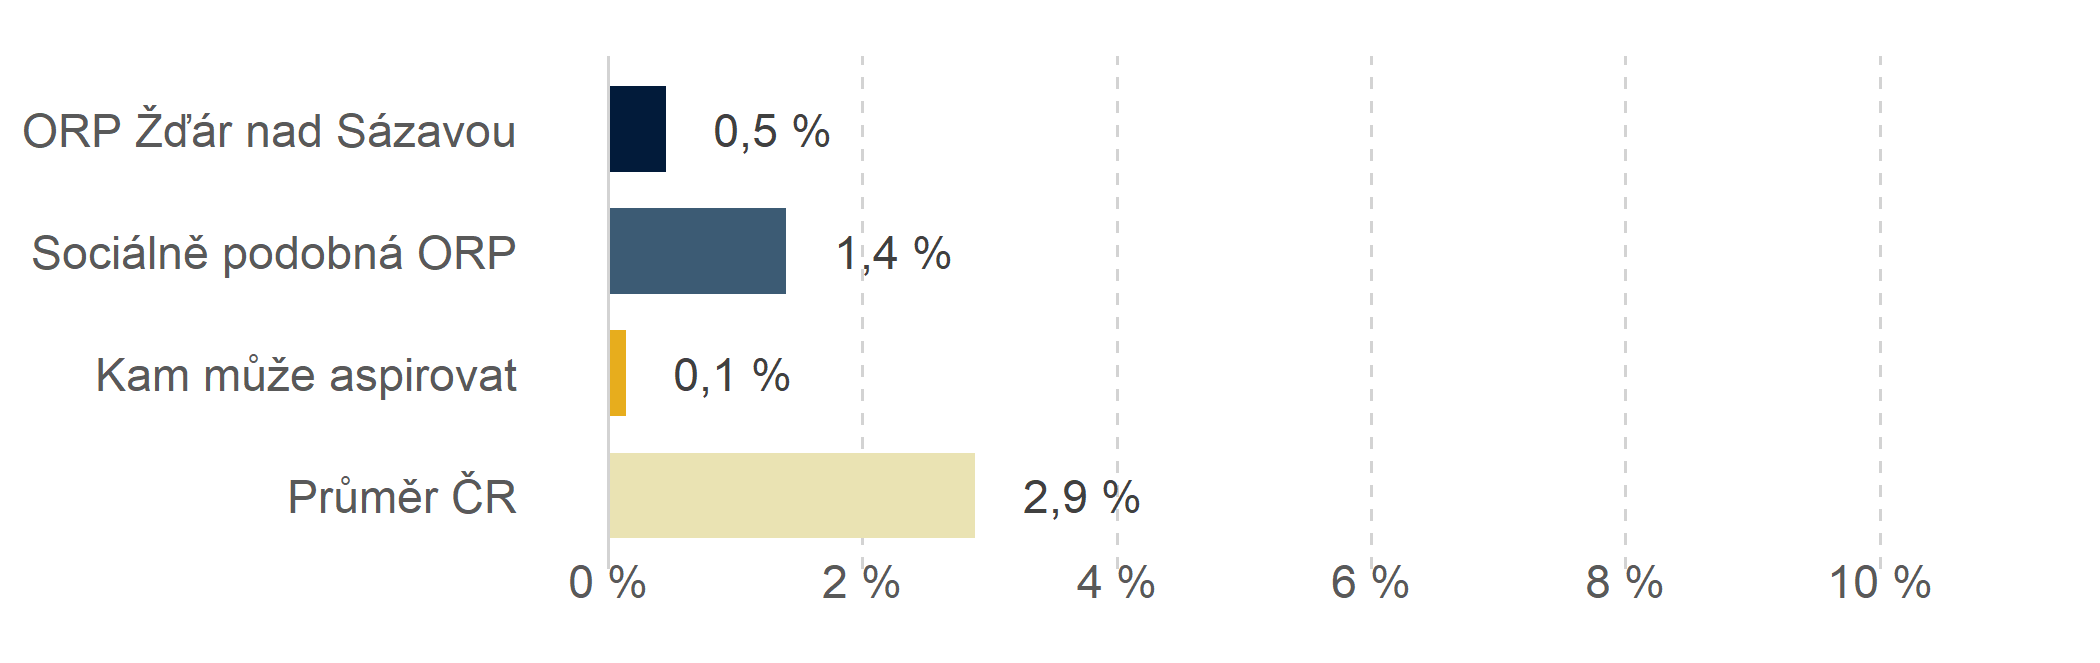 ORP Žďár nad Sázavou 0,5 %
Sociálně podobná ORP 1,4 %
Kam může aspirovat 0,1 %
Průměr ČR 2,9 %
0 % 2 % 4 % 6 % 8 % 10 %